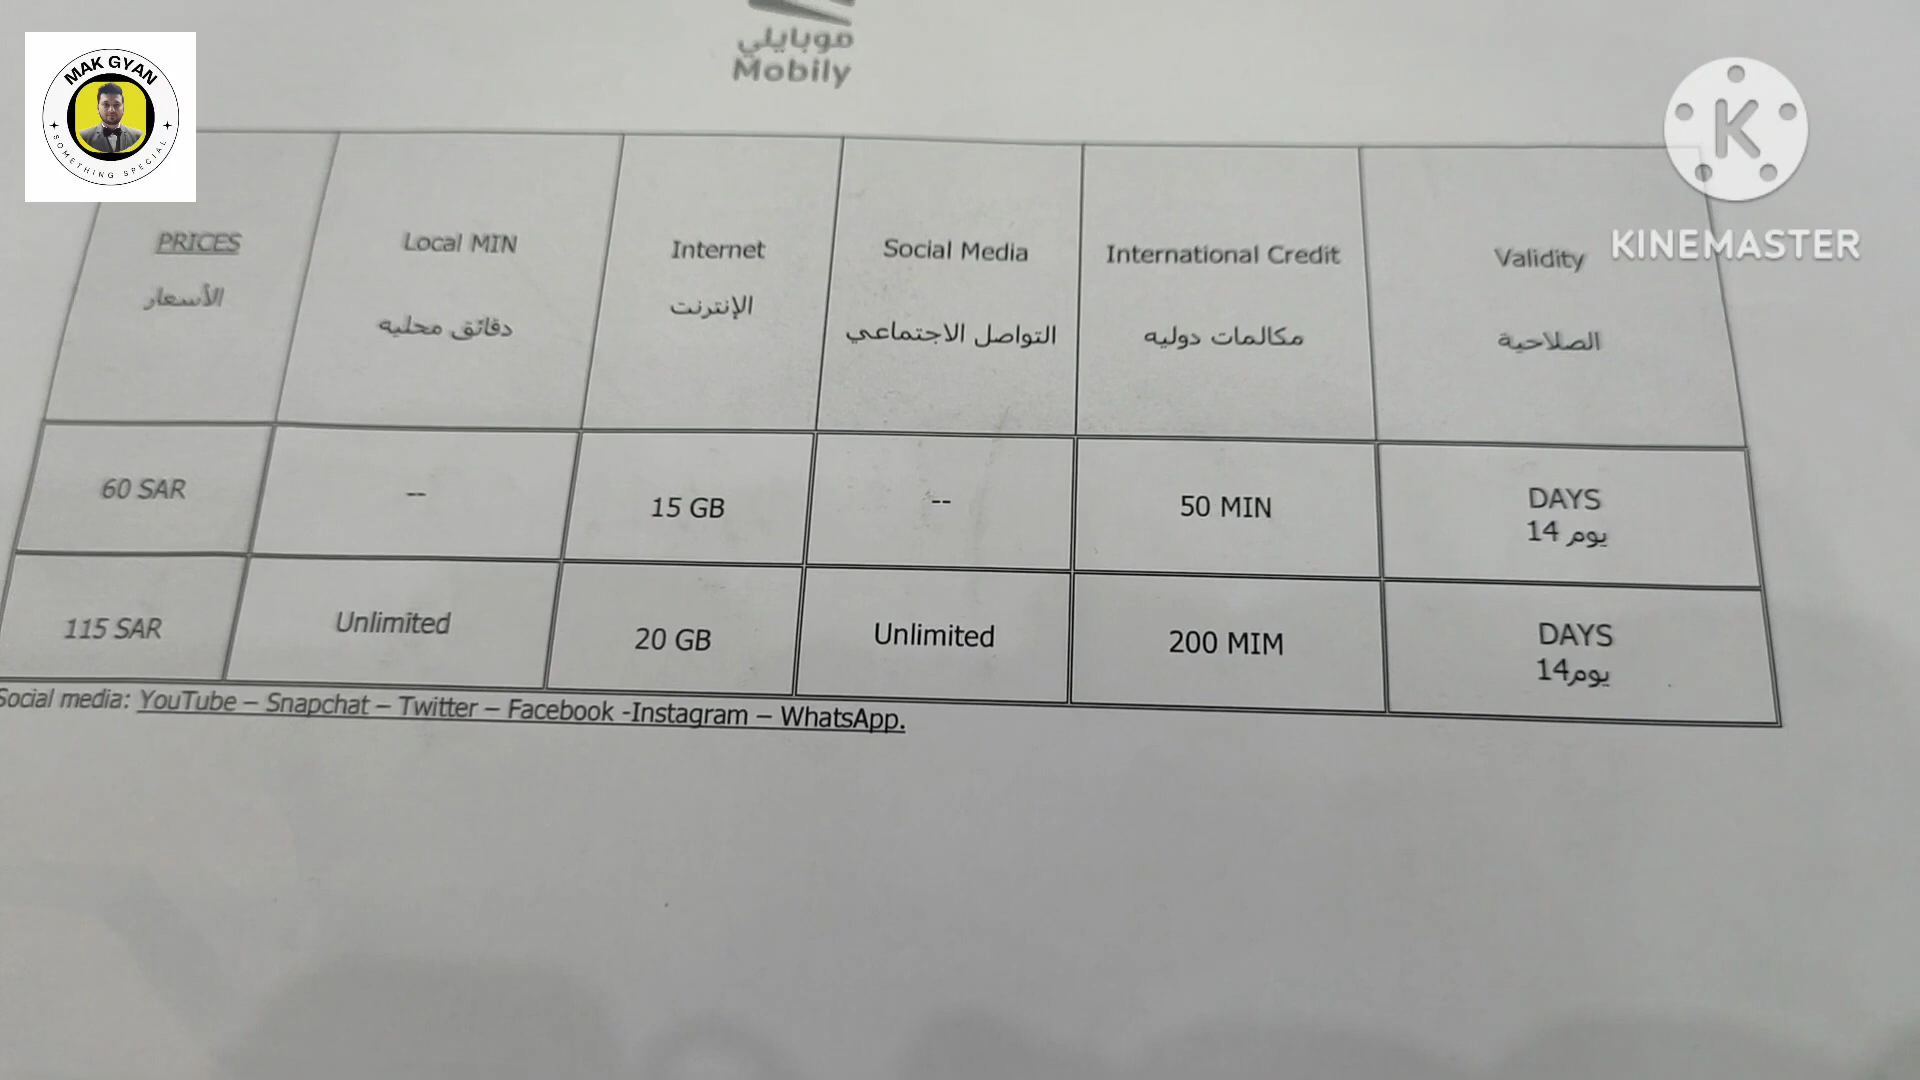 MAK GYAN
SOMETHING SPECIAL
موبايلي
Mobily
KINEMASTER
PRICES
الأسعار
Local MIN
دقائق محليه
Internet
الإنترنت
Social Media
التواصل الاجتماعي
International Credit
مكالمات دوليه
Validity
الصلاحية
60 SAR
--
15 GB
--
50 MIN
DAYS
14 يوم
115 SAR
Unlimited
20 GB
Unlimited
200 MIM
DAYS
14يوم
Social media: YouTube – Snapchat – Twitter – Facebook -Instagram – WhatsApp.